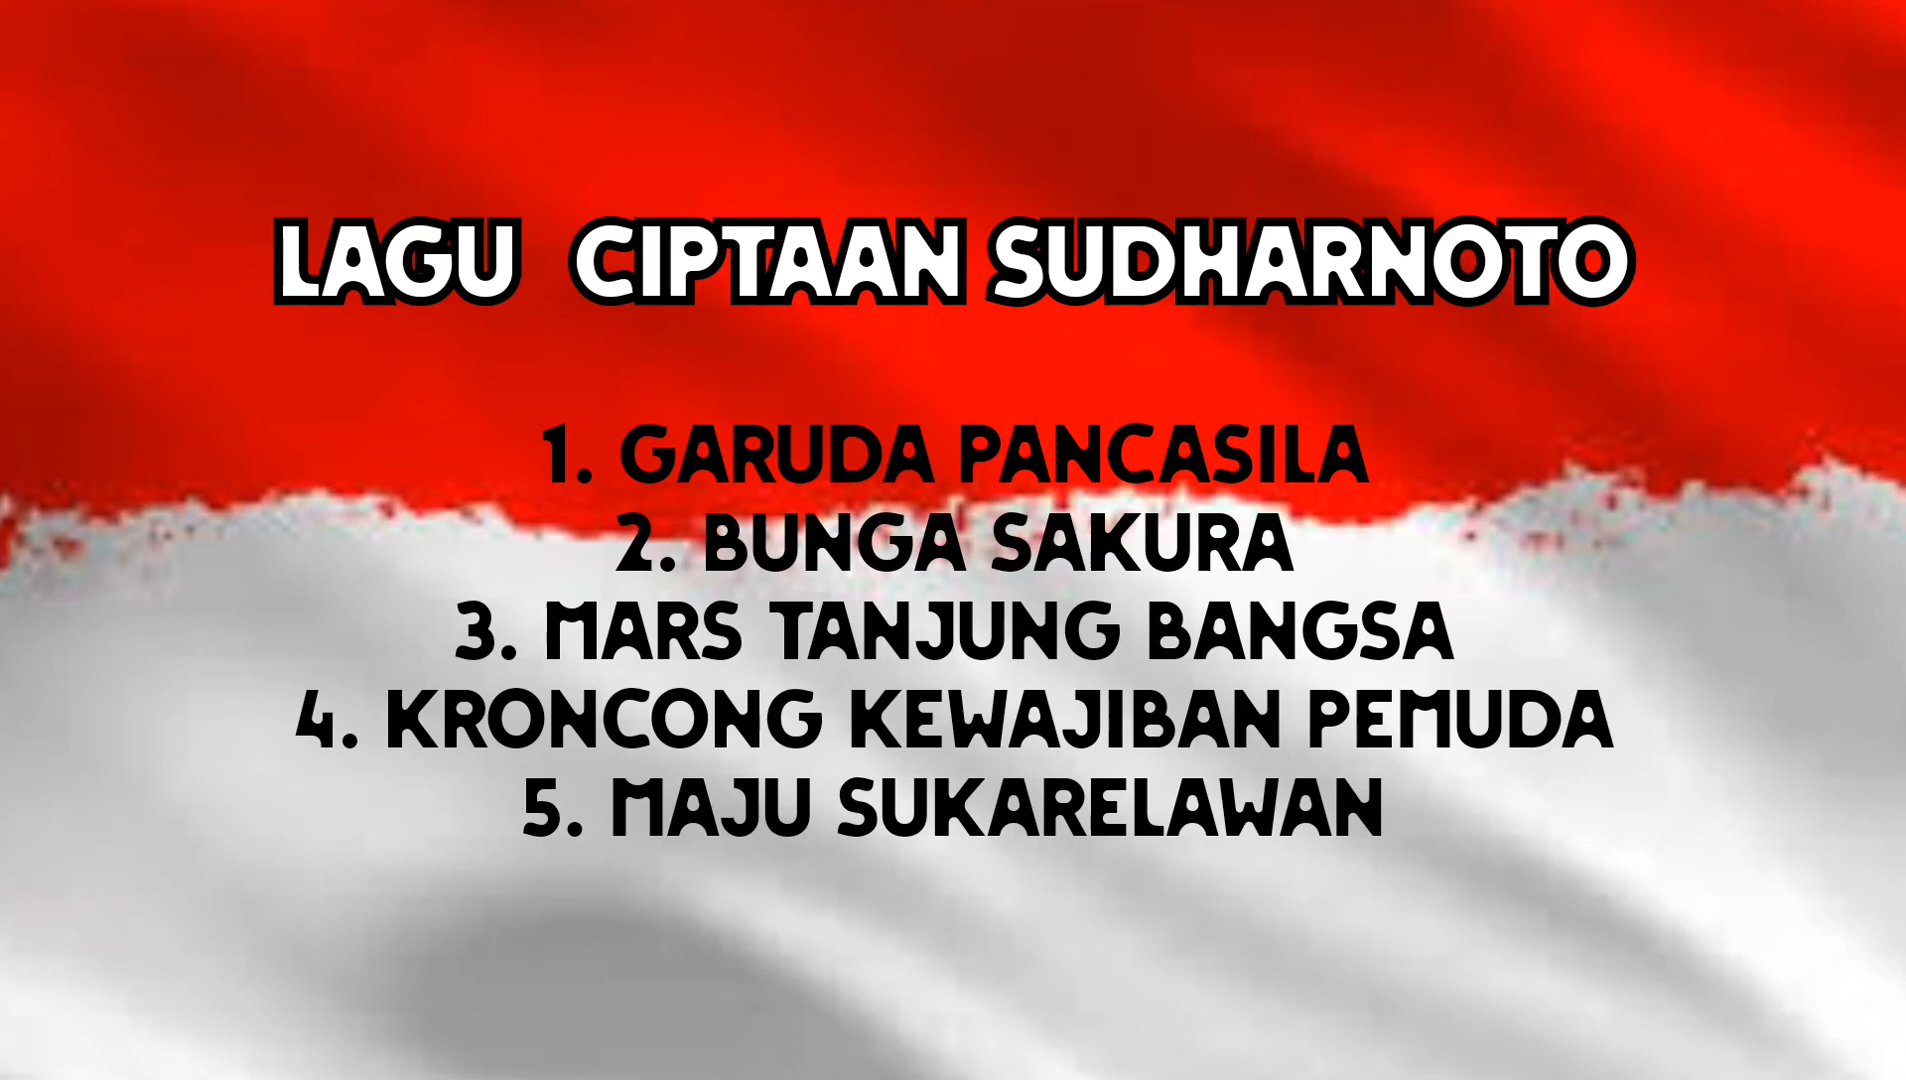 LAGU CIPTAAN SUDHARNOTO
1. GARUDA PANCASILA
2. BUNGA SAKURA
3. MARS TANJUNG BANGSA
4. KRONCONG KEWAJIBAN PEMUDA
5. MAJU SUKARELAWAN